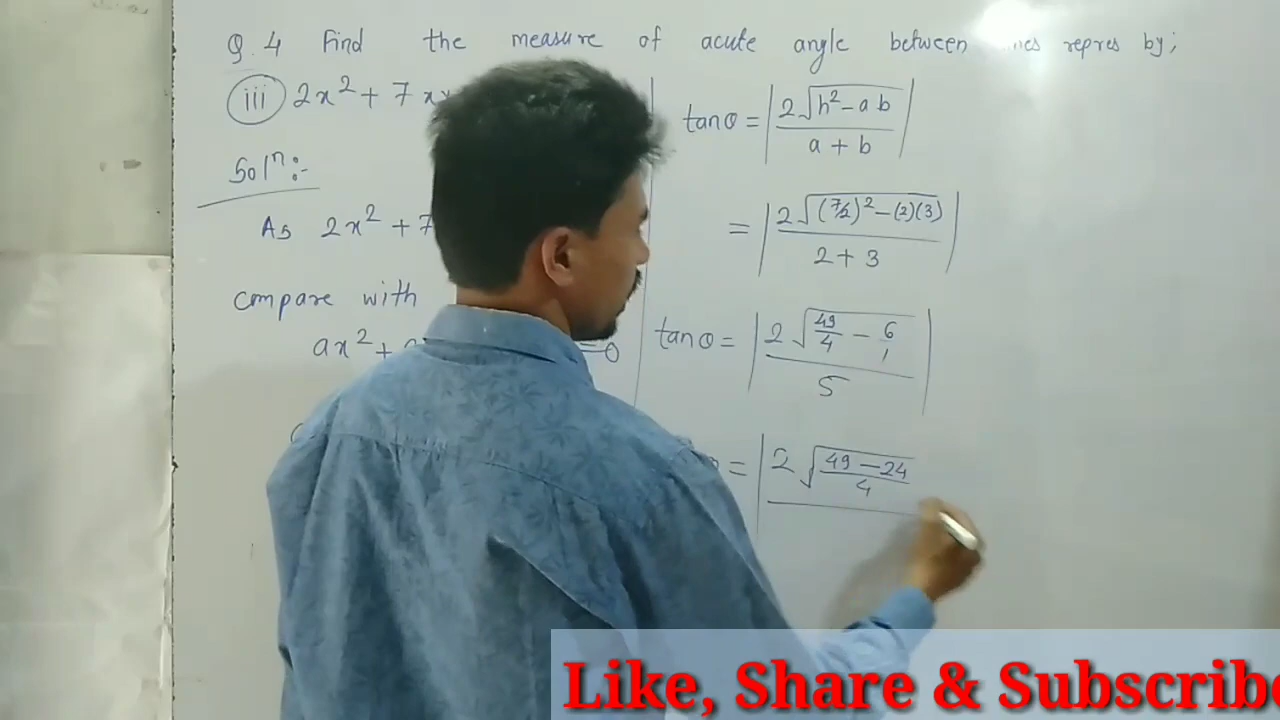 Q.4 Find the measure of acute angle between repres by;
(iii) 2x² + 7
Solⁿ:-
As 2x² + 7
compare with
ax² + =0
tanθ = | 2√(h² - ab) / a + b |
= | 2√((7/2)² - (2)(3)) / 2 + 3 |
tanθ = | 2√(49/4 - 6/1) / 5 |
= | 2√(49 - 24 / 4)
Like, Share & Subscribe